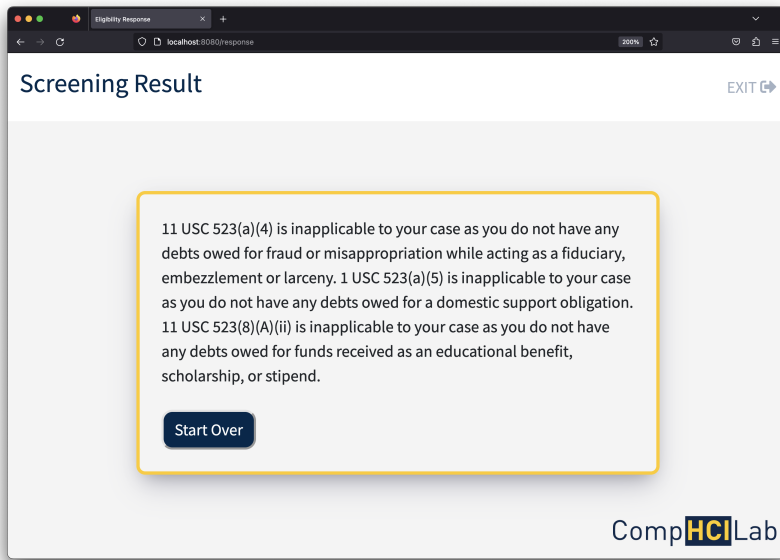 Eligibility Response
localhost:8080/response
200%
Screening Result
EXIT
11 USC 523(a)(4) is inapplicable to your case as you do not have any
debts owed for fraud or misappropriation while acting as a fiduciary,
embezzlement or larceny. 1 USC 523(a)(5) is inapplicable to your case
as you do not have any debts owed for a domestic support obligation.
11 USC 523(8)(A)(ii) is inapplicable to your case as you do not have
any debts owed for funds received as an educational benefit,
scholarship, or stipend.
Start Over
CompHCILab